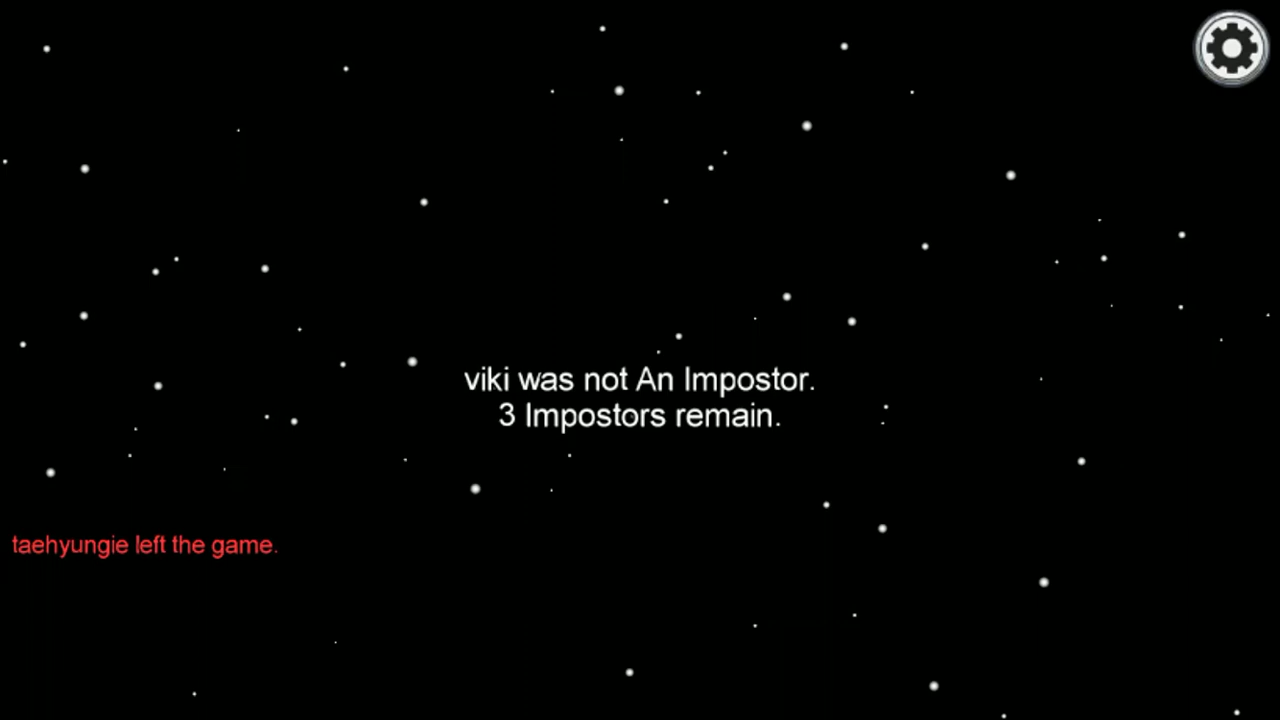 viki was not An Impostor.
3 Impostors remain.
taehyungie left the game.